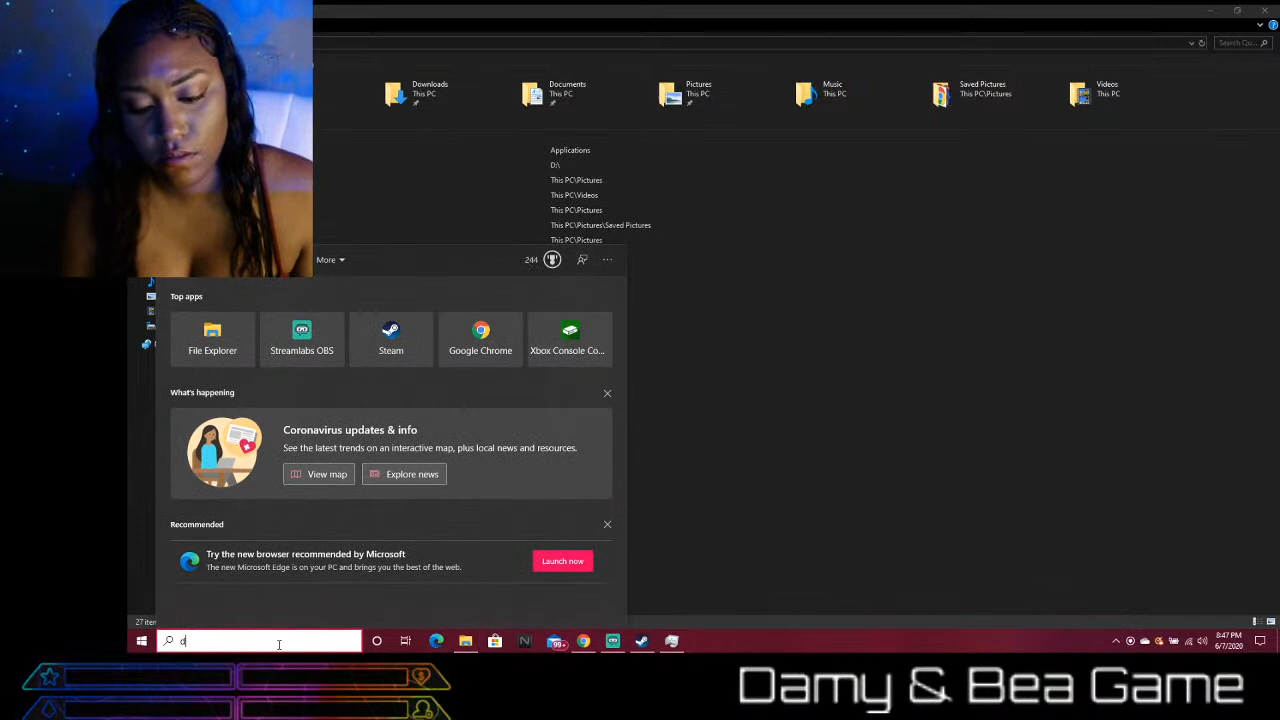 Search Qu...
Downloads
This PC
Documents
This PC
Pictures
This PC
Music
This PC
Saved Pictures
This PC\Pictures
Videos
This PC
Applications
D:\
This PC\Pictures
This PC\Videos
This PC\Pictures
This PC\Pictures\Saved Pictures
This PC\Pictures
More
244
Top apps
File Explorer
Streamlabs OBS
Steam
Google Chrome
Xbox Console Co...
What's happening
Coronavirus updates & info
See the latest trends on an interactive map, plus local news and resources.
View map
Explore news
Recommended
Try the new browser recommended by Microsoft
The new Microsoft Edge is on your PC and brings you the best of the web.
Launch now
27 item
d
99+
8:47 PM
6/7/2020
Damy & Bea Game